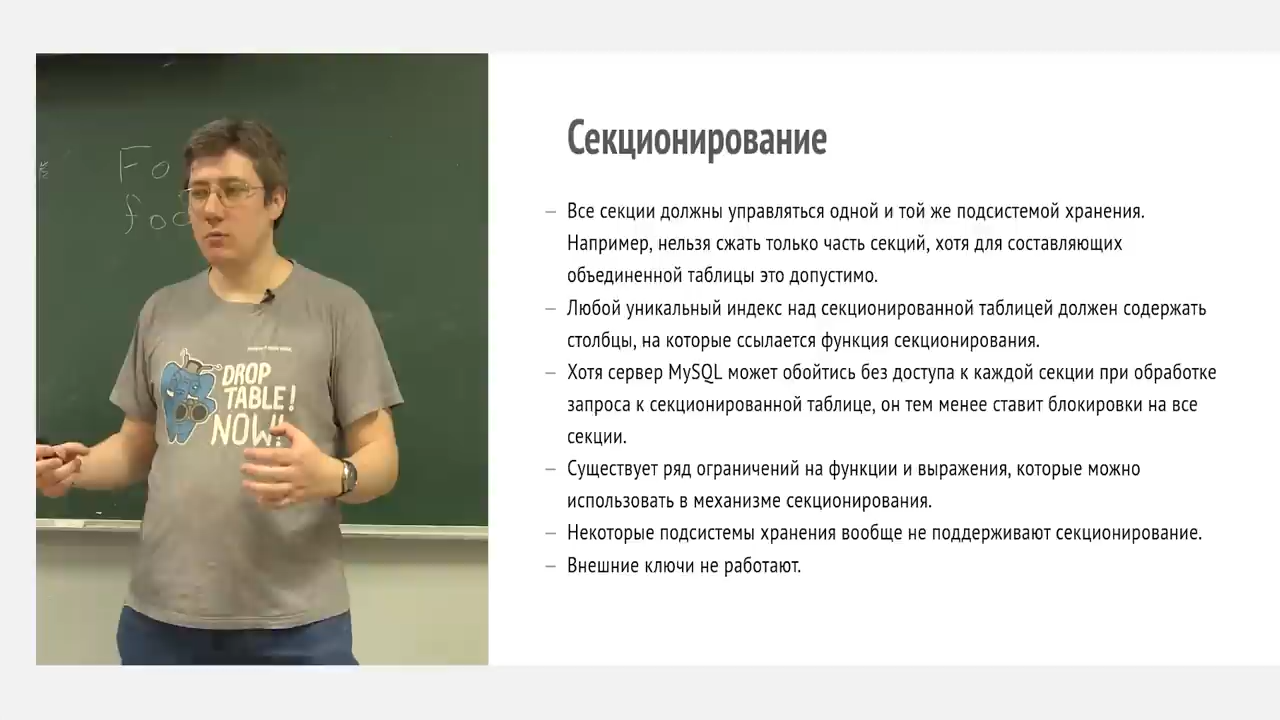 Fo
foo
DROP
TABLE!
NOW!
Секционирование
– Все секции должны управляться одной и той же подсистемой хранения.
Например, нельзя сжать только часть секций, хотя для составляющих
объединенной таблицы это допустимо.
– Любой уникальный индекс над секционированной таблицей должен содержать
столбцы, на которые ссылается функция секционирования.
– Хотя сервер MySQL может обойтись без доступа к каждой секции при обработке
запроса к секционированной таблице, он тем менее ставит блокировки на все
секции.
– Существует ряд ограничений на функции и выражения, которые можно
использовать в механизме секционирования.
– Некоторые подсистемы хранения вообще не поддерживают секционирование.
– Внешние ключи не работают.